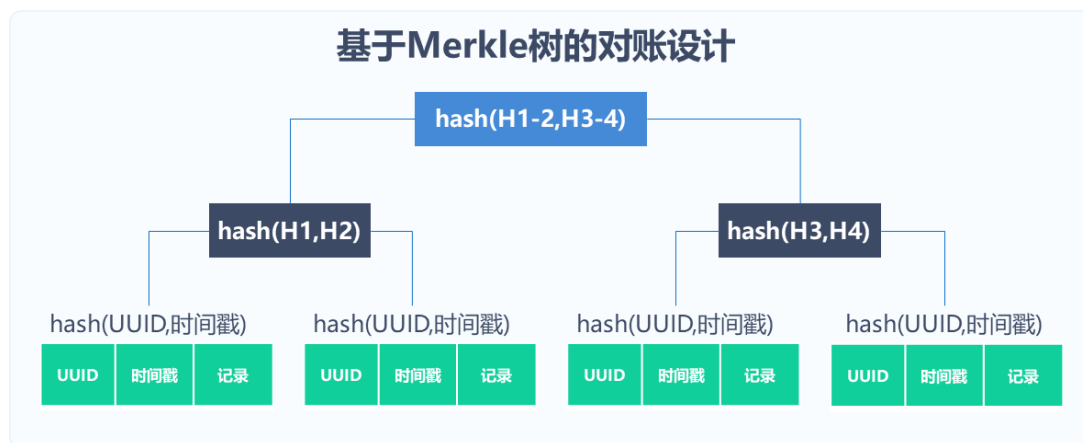 基于Merkle树的对账设计
hash(H1-2,H3-4)
hash(H1,H2) hash(H3,H4)
hash(UUID,时间戳) hash(UUID,时间戳) hash(UUID,时间戳) hash(UUID,时间戳)
UUID 时间戳 记录 UUID 时间戳 记录 UUID 时间戳 记录 UUID 时间戳 记录